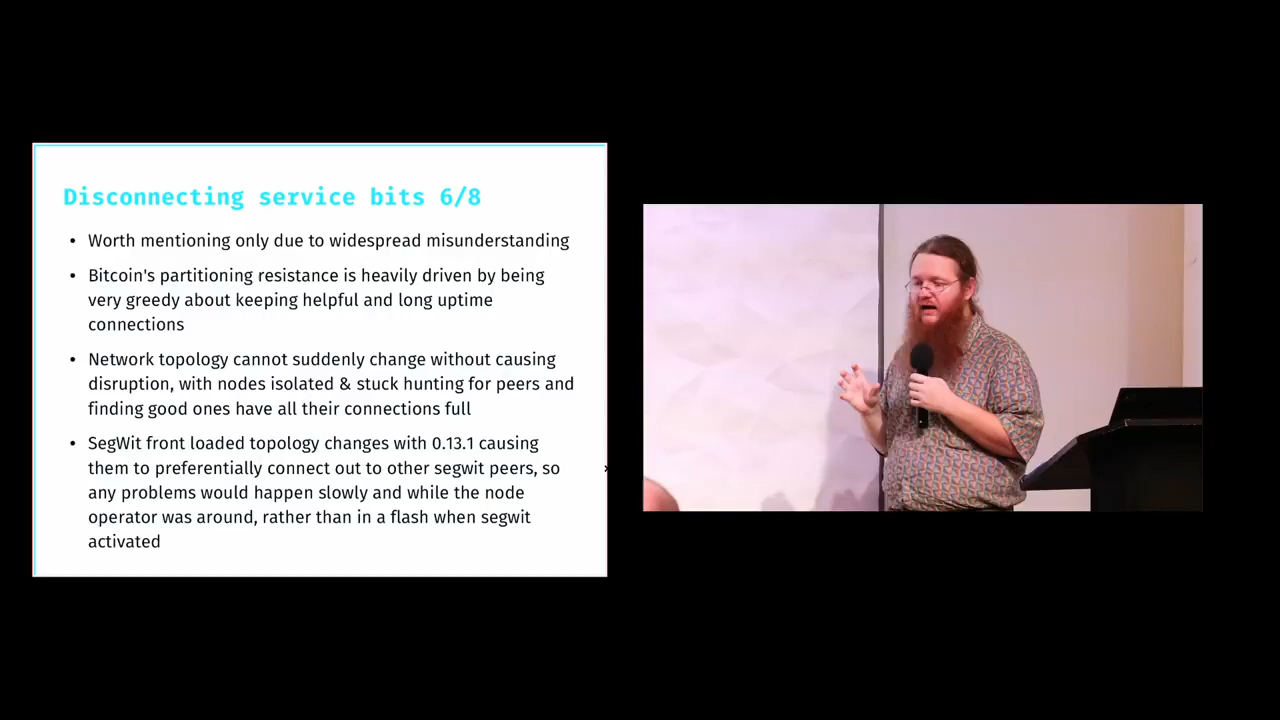 Disconnecting service bits 6/8
• Worth mentioning only due to widespread misunderstanding
• Bitcoin's partitioning resistance is heavily driven by being
very greedy about keeping helpful and long uptime
connections
• Network topology cannot suddenly change without causing
disruption, with nodes isolated & stuck hunting for peers and
finding good ones have all their connections full
• SegWit front loaded topology changes with 0.13.1 causing
them to preferentially connect out to other segwit peers, so
any problems would happen slowly and while the node
operator was around, rather than in a flash when segwit
activated